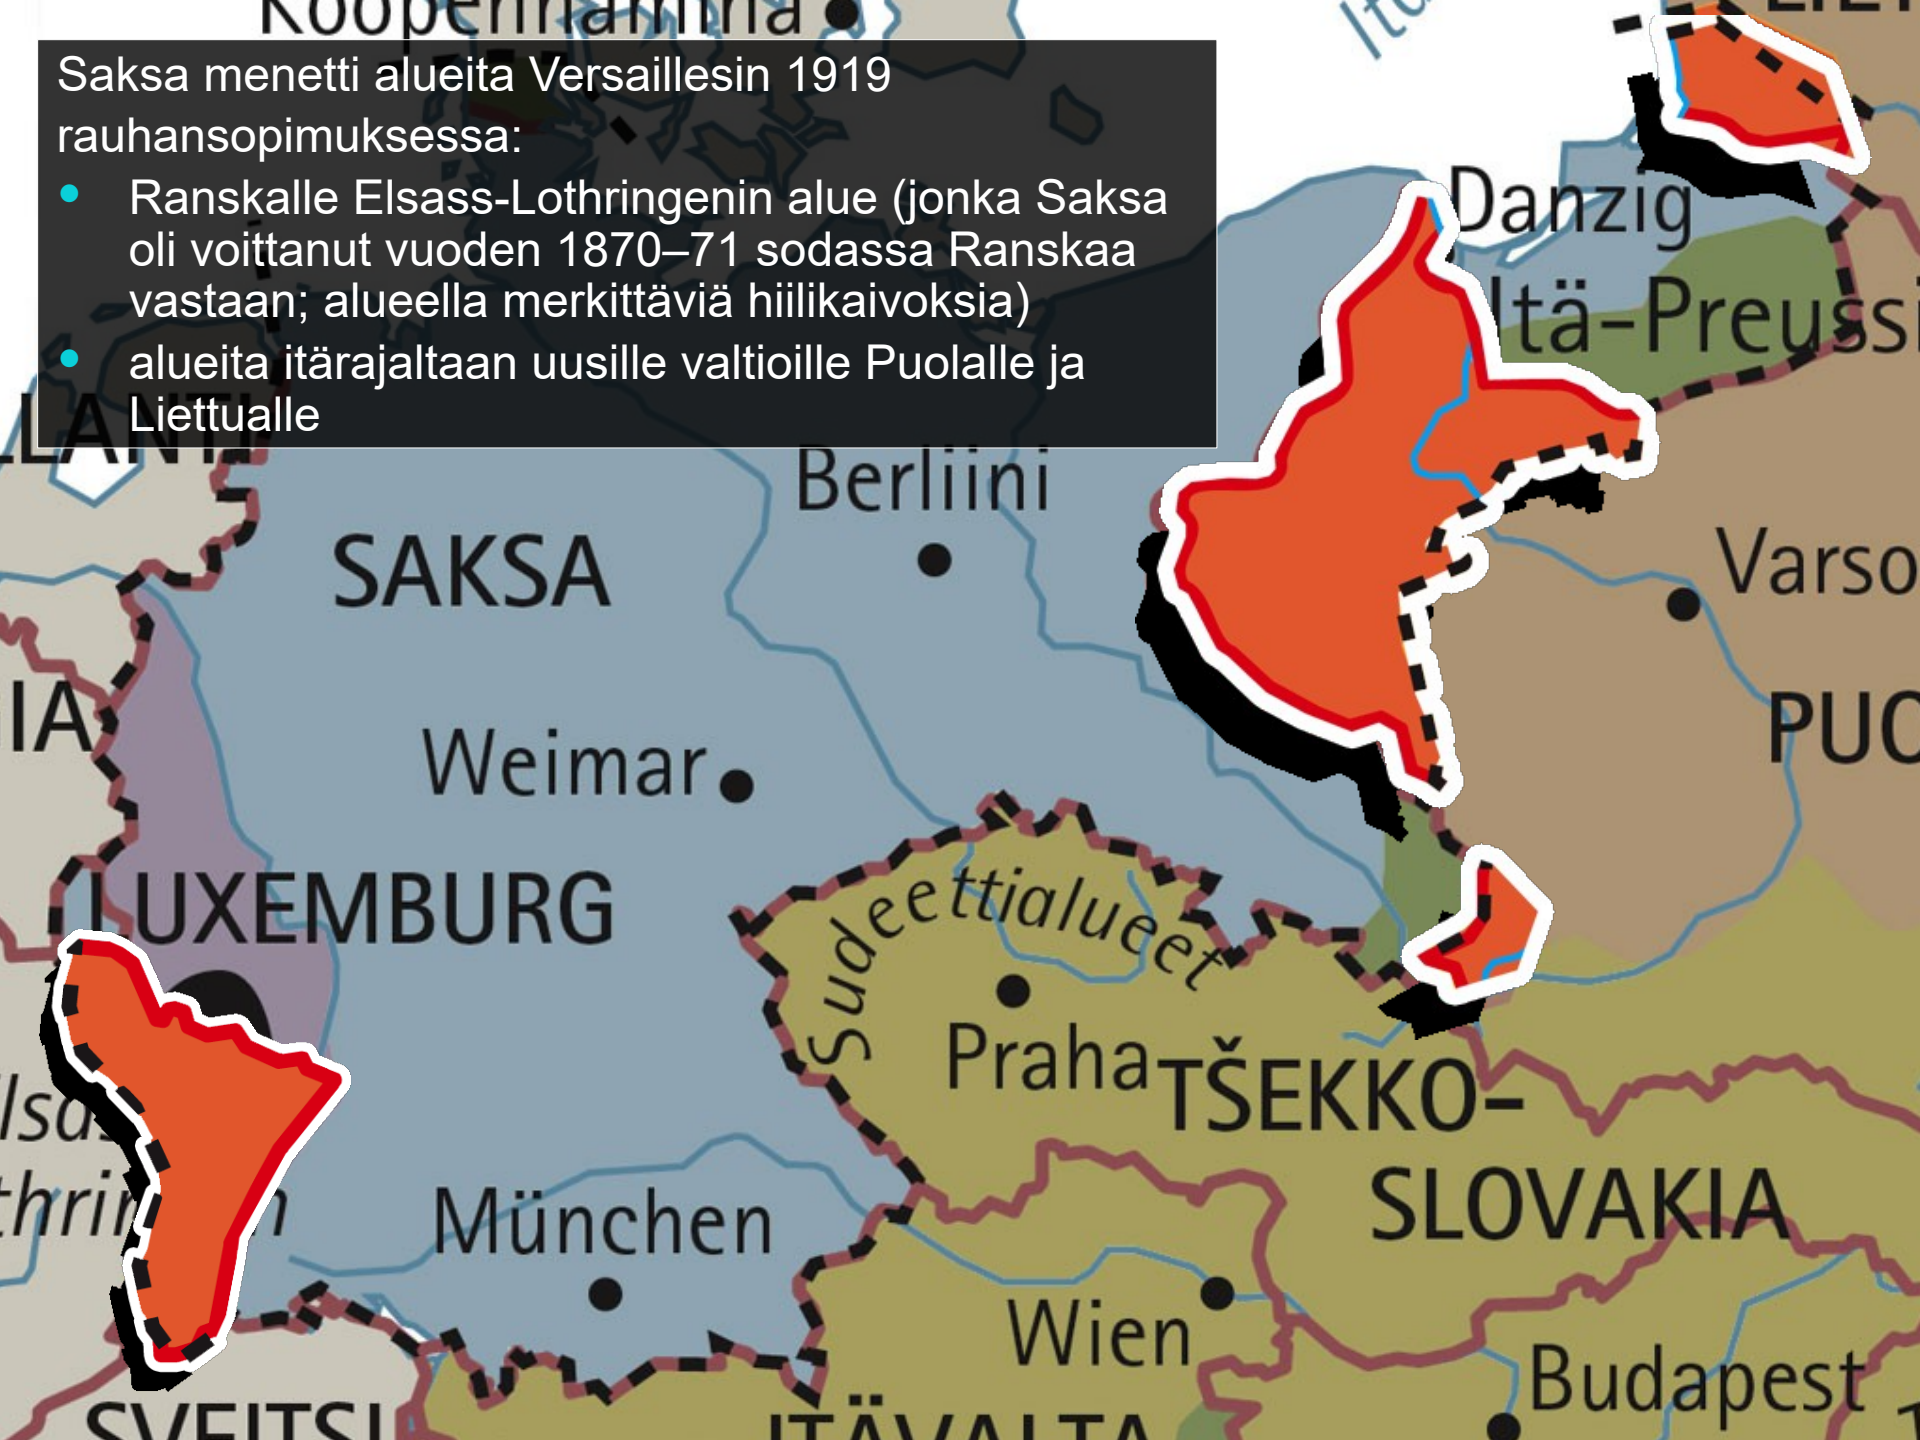 Saksa menetti alueita Versaillesin 1919
rauhansopimuksessa:
• Ranskalle Elsass-Lothringenin alue (jonka Saksa
oli voittanut vuoden 1870–71 sodassa Ranskaa
vastaan; alueella merkittäviä hiilikaivoksia)
• alueita itärajaltaan uusille valtioille Puolalle ja
Liettualle
Danzig
Itä-Preussi
Berliini
SAKSA
Varso
PUO
Weimar
LUXEMBURG
Sudeettialueet
Praha
TŠEKKO-
SLOVAKIA
München
Wien
Budapest
SVEITSI
ITÄVALTA